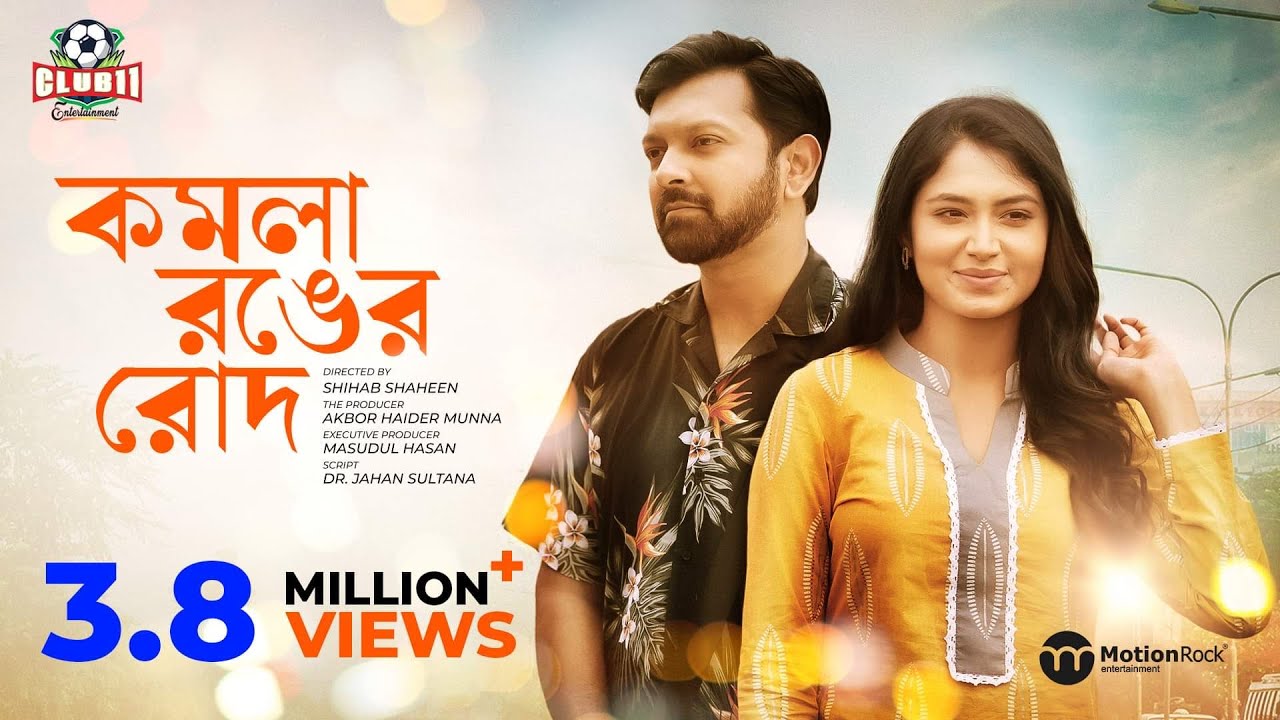 CLUB11
Entertainment
কমলা
রঙের
রোদ
DIRECTED BY
SHIHAB SHAHEEN
THE PRODUCER
AKBOR HAIDER MUNNA
EXECUTIVE PRODUCER
MASUDUL HASAN
SCRIPT
DR. JAHAN SULTANA
3.8 MILLION+
VIEWS
m MotionRock®
entertainment